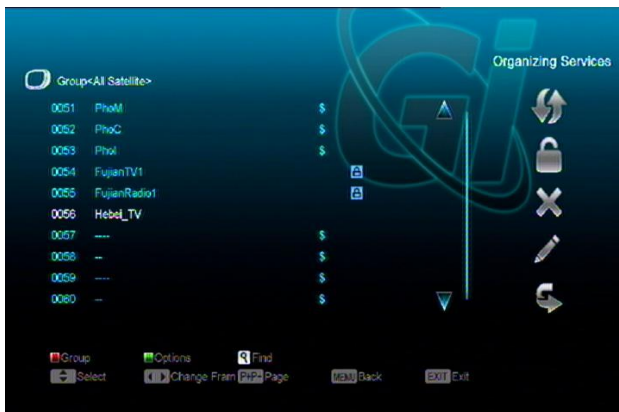 Organizing Services
Group<All Satellite>
0051 PhoM $
0052 PhoC $
0053 PhoI $
0054 FujianTV1
0055 FujianRadio1
0056 Hebei_TV
0057 ---- $
0058 -- $
0059 ---- $
0060 -- $
Group Options Find
Select Change Fram P+P- Page MENU Back EXIT Exit